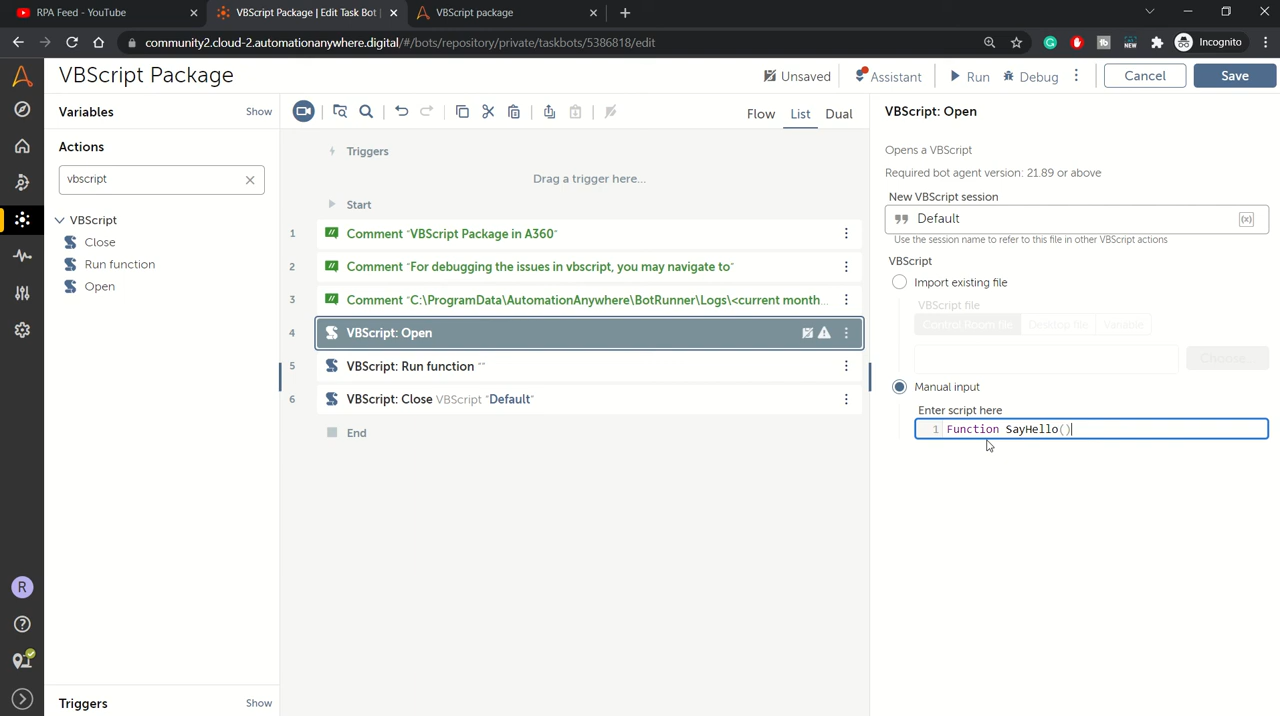 RPA Feed - YouTube
VBScript Package | Edit Task Bot |
VBScript package
community2.cloud-2.automationanywhere.digital/#/bots/repository/private/taskbots/5386818/edit
Incognito
VBScript Package
Unsaved
Assistant
Run
Debug
Cancel
Save
Variables
Show
Actions
vbscript
VBScript
Close
Run function
Open
Triggers
Show
Flow
List
Dual
Triggers
Drag a trigger here...
Start
1 Comment "VBScript Package in A360"
2 Comment "For debugging the issues in vbscript, you may navigate to"
3 Comment "C:\ProgramData\AutomationAnywhere\BotRunner\Logs\<current month...
4 VBScript: Open
5 VBScript: Run function ""
6 VBScript: Close VBScript "Default"
End
VBScript: Open
Opens a VBScript
Required bot agent version: 21.89 or above
New VBScript session
Default
(x)
Use the session name to refer to this file in other VBScript actions
VBScript
Import existing file
VBScript file
Control Room file Desktop file Variable
Choose...
Manual input
Enter script here
1 Function SayHello()
R